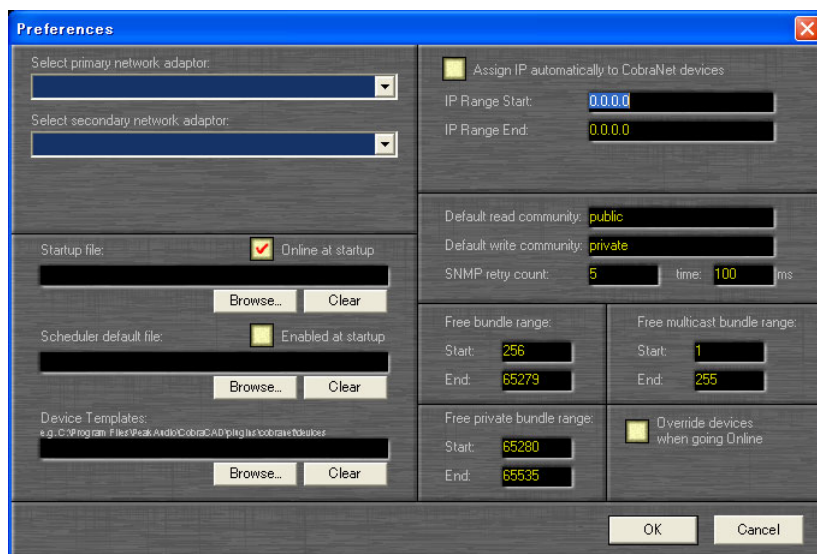 Preferences
Select primary network adaptor:
Select secondary network adaptor:
Assign IP automatically to CobraNet devices
IP Range Start: 0.0.0.0
IP Range End: 0.0.0.0
Default read community: public
Default write community: private
SNMP retry count: 5 time: 100 ms
Startup file: Online at startup
Browse... Clear
Scheduler default file: Enabled at startup
Browse... Clear
Device Templates:
e.g. C:\Program Files\Peak Audio\CobraCAD\plugins\cobranet\devices
Browse... Clear
Free bundle range:
Start: 256
End: 65279
Free multicast bundle range:
Start: 1
End: 255
Free private bundle range:
Start: 65280
End: 65535
Override devices
when going Online
OK Cancel